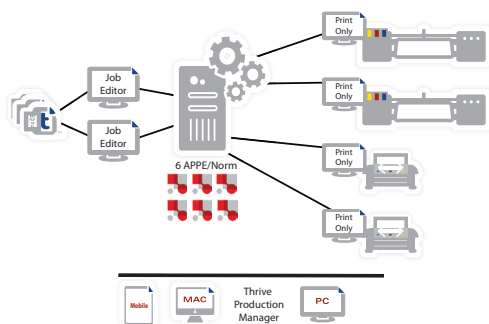 Print
Only
Print
Only
Job
Editor
t
Job
Editor
6 APPE/Norm
Print
Only
Print
Only
Mobile
MAC
Thrive
Production
Manager
PC